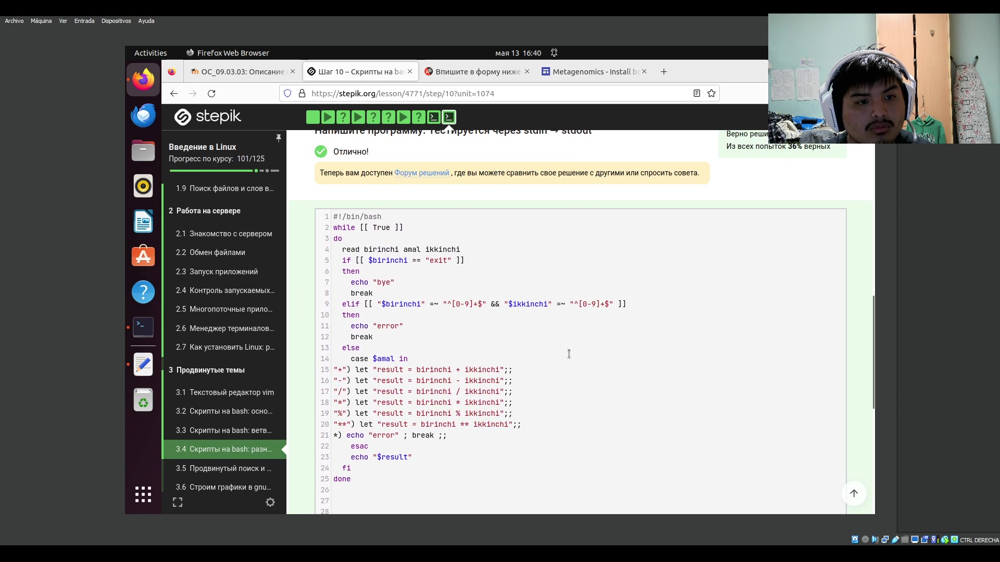 Archivo Máquina Ver Entrada Dispositivos Ayuda
Activities Firefox Web Browser мая 13 16:40
ОС_09.03.03: Описание
Шаг 10 – Скрипты на bas
Впишите в форму ниже
Metagenomics - Install bc
https://stepik.org/lesson/4771/step/10?unit=1074
stepik
Введение в Linux
Прогресс по курсу: 101/125
1.9 Поиск файлов и слов в...
2 Работа на сервере
2.1 Знакомство с сервером
2.2 Обмен файлами
2.3 Запуск приложений
2.4 Контроль запускаемых...
2.5 Многопоточные прило...
2.6 Менеджер терминалов...
2.7 Как установить Linux: р...
3 Продвинутые темы
3.1 Текстовый редактор vim
3.2 Скрипты на bash: осно...
3.3 Скрипты на bash: ветв...
3.4 Скрипты на bash: разн...
3.5 Продвинутый поиск и ...
3.6 Строим графики в gnu...
Напишите программу. Тестируется через stdin → stdout
Отлично!
Теперь вам доступен Форум решений, где вы можете сравнить свое решение с другими или спросить совета.
Верно реши
Из всех попыток 36% верных
1 #!/bin/bash
2 while [[ True ]]
3 do
4 read birinchi amal ikkinchi
5 if [[ $birinchi == "exit" ]]
6 then
7 echo "bye"
8 break
9 elif [[ "$birinchi" =~ "^[0-9]+$" && "$ikkinchi" =~ "^[0-9]+$" ]]
10 then
11 echo "error"
12 break
13 else
14 case $amal in
15 "+") let "result = birinchi + ikkinchi";;
16 "-") let "result = birinchi - ikkinchi";;
17 "/") let "result = birinchi / ikkinchi";;
18 "*") let "result = birinchi * ikkinchi";;
19 "%") let "result = birinchi % ikkinchi";;
20 "**") let "result = birinchi ** ikkinchi";;
21 *) echo "error" ; break ;;
22 esac
23 echo "$result"
24 fi
25 done
26
27
28
CTRL DERECHA